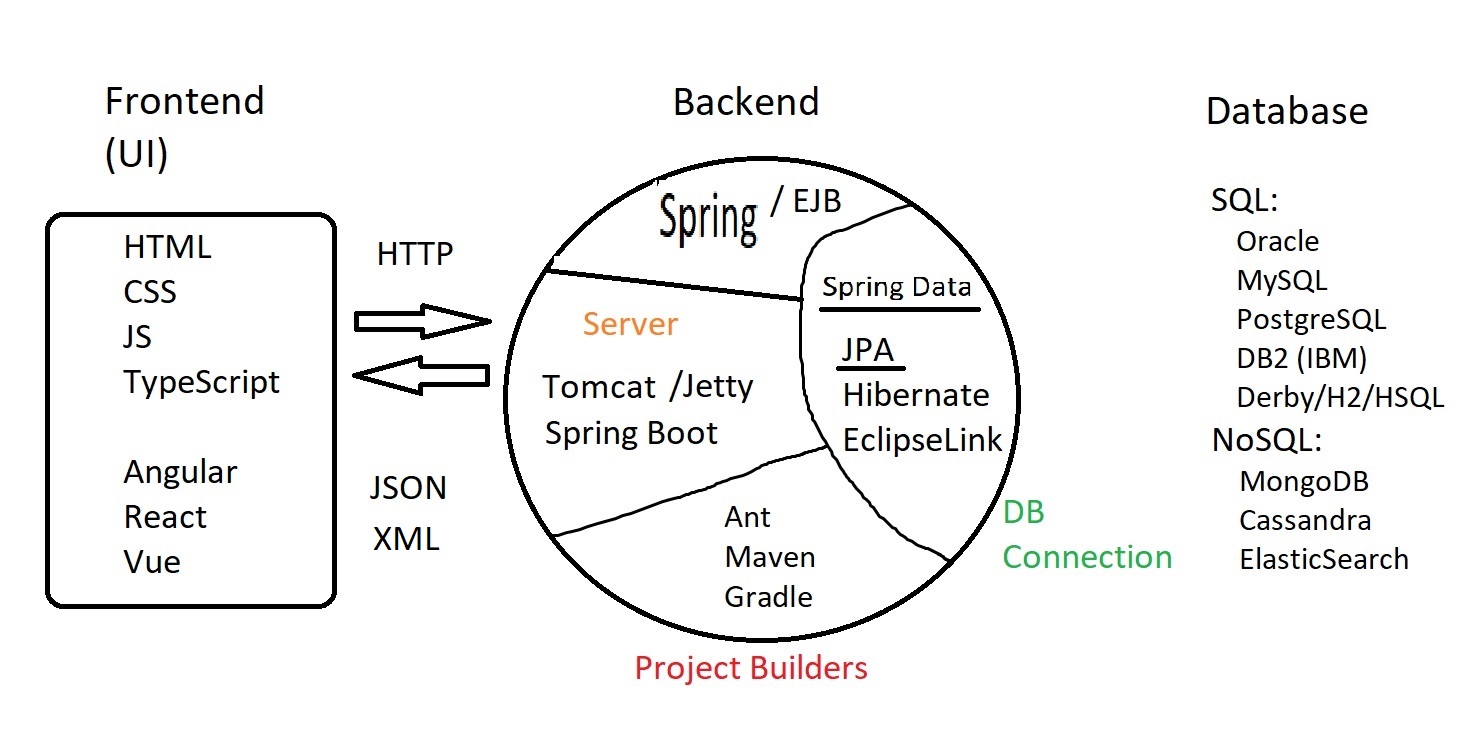 Frontend
(UI)
HTML
CSS
JS
TypeScript
Angular
React
Vue
HTTP
JSON
XML
Backend
Spring / EJB
Server
Tomcat /Jetty
Spring Boot
Spring Data
JPA
Hibernate
EclipseLink
Ant
Maven
Gradle
Project Builders
DB
Connection
Database
SQL:
Oracle
MySQL
PostgreSQL
DB2 (IBM)
Derby/H2/HSQL
NoSQL:
MongoDB
Cassandra
ElasticSearch